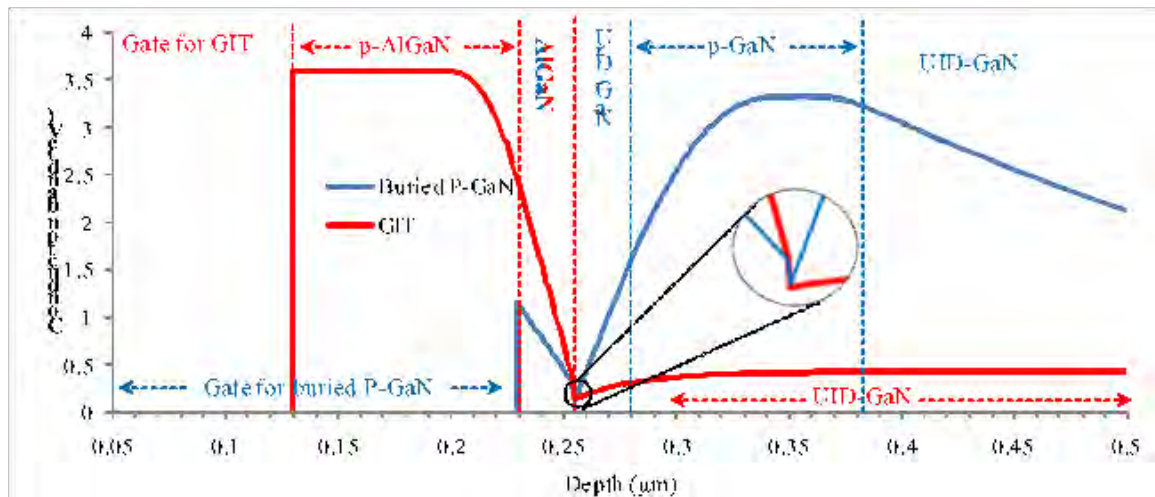 4
3.5
3
2.5
2
1.5
1
0.5
0
Gate for GIT
p-AlGaN
AlGaN
p-GaN
UID-GaN
Buried P-GaN
GIT
Gate for buried P-GaN
UID-GaN
0.05
0.1
0.15
0.2
0.25
0.3
0.35
0.4
0.45
0.5
Depth (μm)